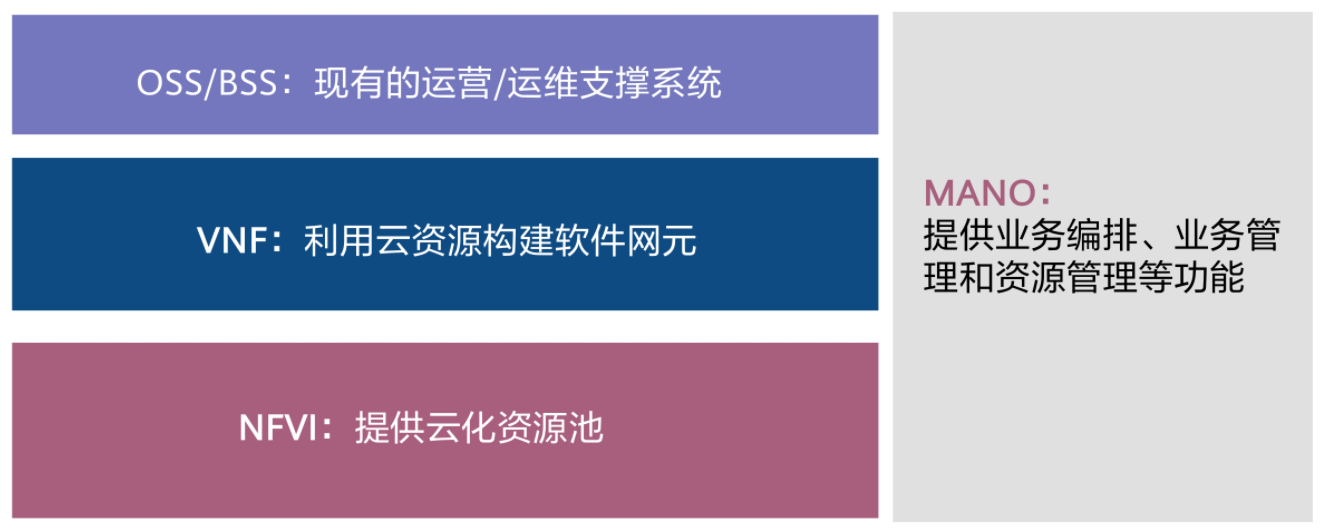 OSS/BSS：现有的运营/运维支撑系统
VNF：利用云资源构建软件网元
NFVI：提供云化资源池
MANO：
提供业务编排、业务管
理和资源管理等功能